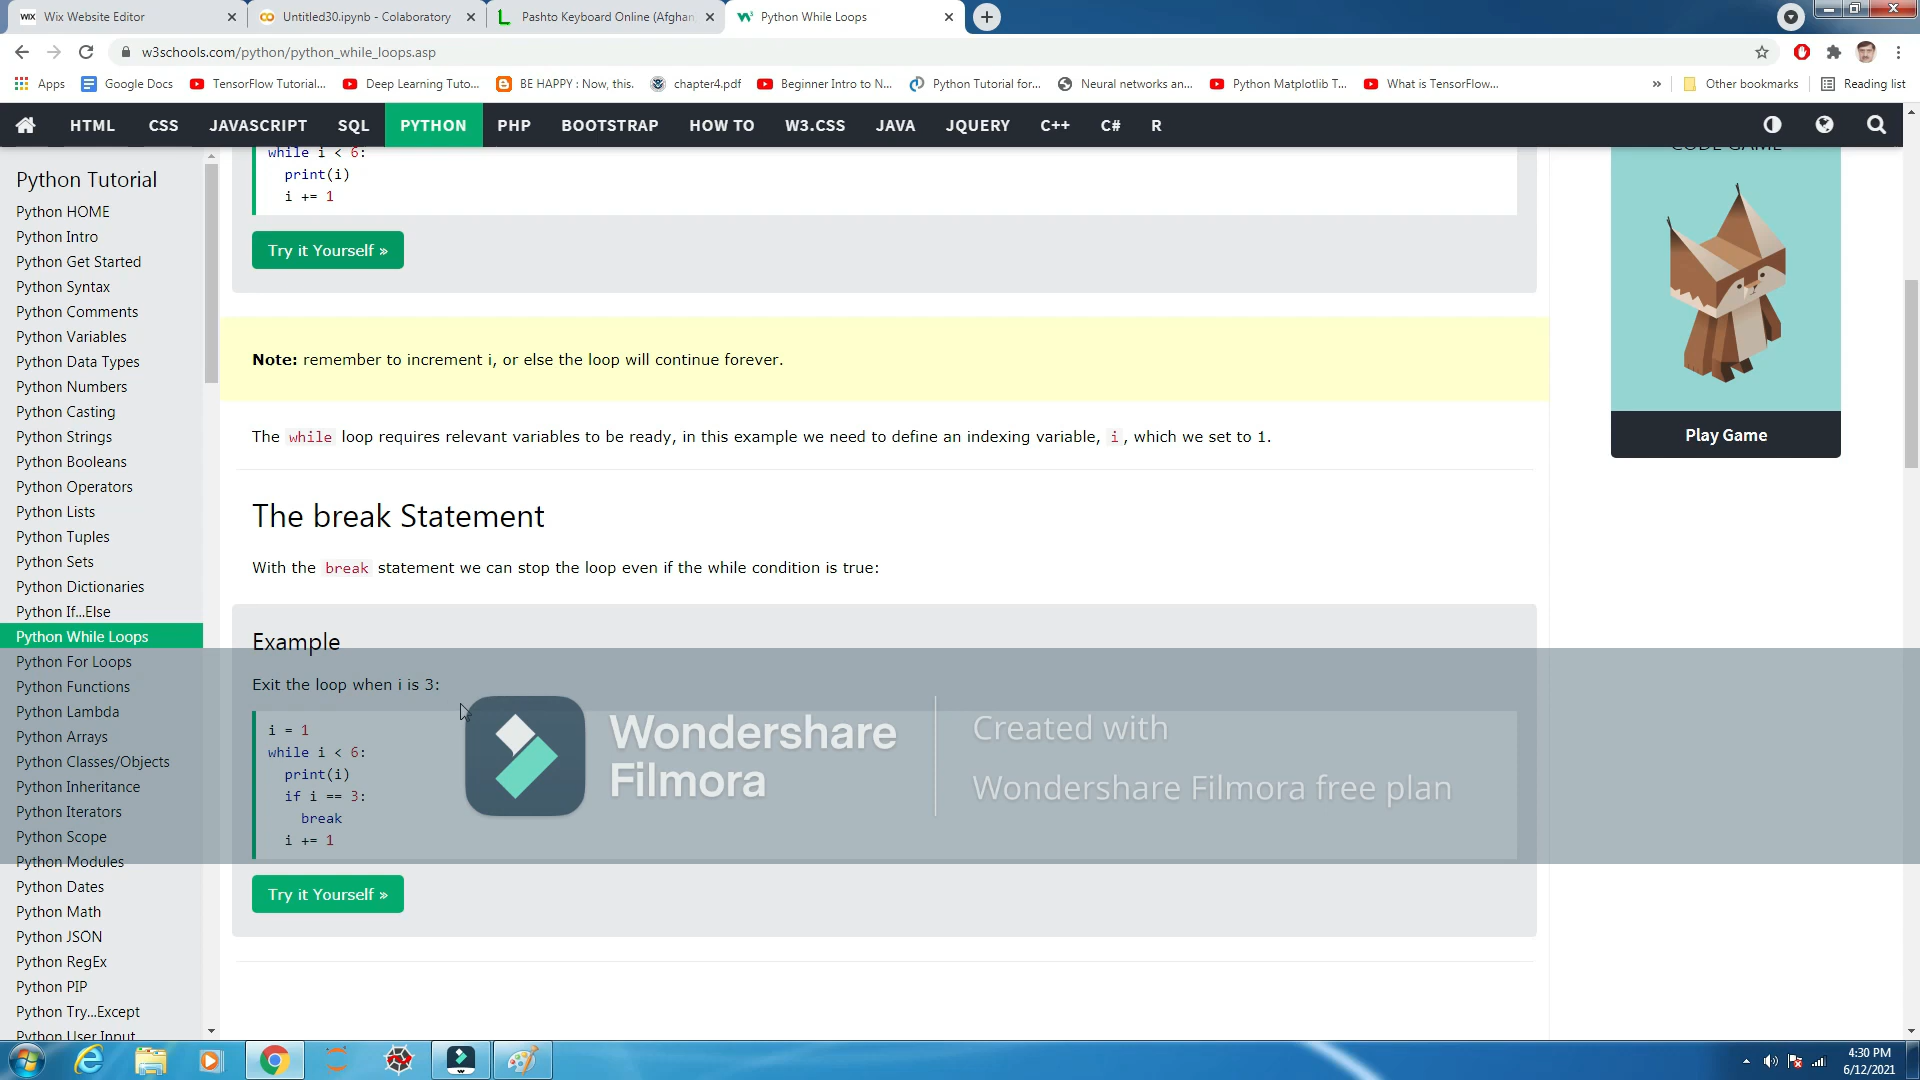 Wix Website Editor
Untitled30.ipynb - Colaboratory
Pashto Keyboard Online (Afghan
Python While Loops
w3schools.com/python/python_while_loops.asp
Apps
Google Docs
TensorFlow Tutorial...
Deep Learning Tuto...
BE HAPPY : Now, this.
chapter4.pdf
Beginner Intro to N...
Python Tutorial for...
Neural networks an...
Python Matplotlib T...
What is TensorFlow...
»
Other bookmarks
Reading list
HTML
CSS
JAVASCRIPT
SQL
PYTHON
PHP
BOOTSTRAP
HOW TO
W3.CSS
JAVA
JQUERY
C++
C#
R
Python Tutorial
Python HOME
Python Intro
Python Get Started
Python Syntax
Python Comments
Python Variables
Python Data Types
Python Numbers
Python Casting
Python Strings
Python Booleans
Python Operators
Python Lists
Python Tuples
Python Sets
Python Dictionaries
Python If...Else
Python While Loops
Python For Loops
Python Functions
Python Lambda
Python Arrays
Python Classes/Objects
Python Inheritance
Python Iterators
Python Scope
Python Modules
Python Dates
Python Math
Python JSON
Python RegEx
Python PIP
Python Try...Except
Python User Input
while i < 6:
print(i)
i += 1
Try it Yourself »
Note: remember to increment i, or else the loop will continue forever.
The while loop requires relevant variables to be ready, in this example we need to define an indexing variable, i, which we set to 1.
The break Statement
With the break statement we can stop the loop even if the while condition is true:
Example
Exit the loop when i is 3:
i = 1
while i < 6:
print(i)
if i == 3:
break
i += 1
Try it Yourself »
CODE GAME
Play Game
Wondershare
Filmora
Created with
Wondershare Filmora free plan
4:30 PM
6/12/2021